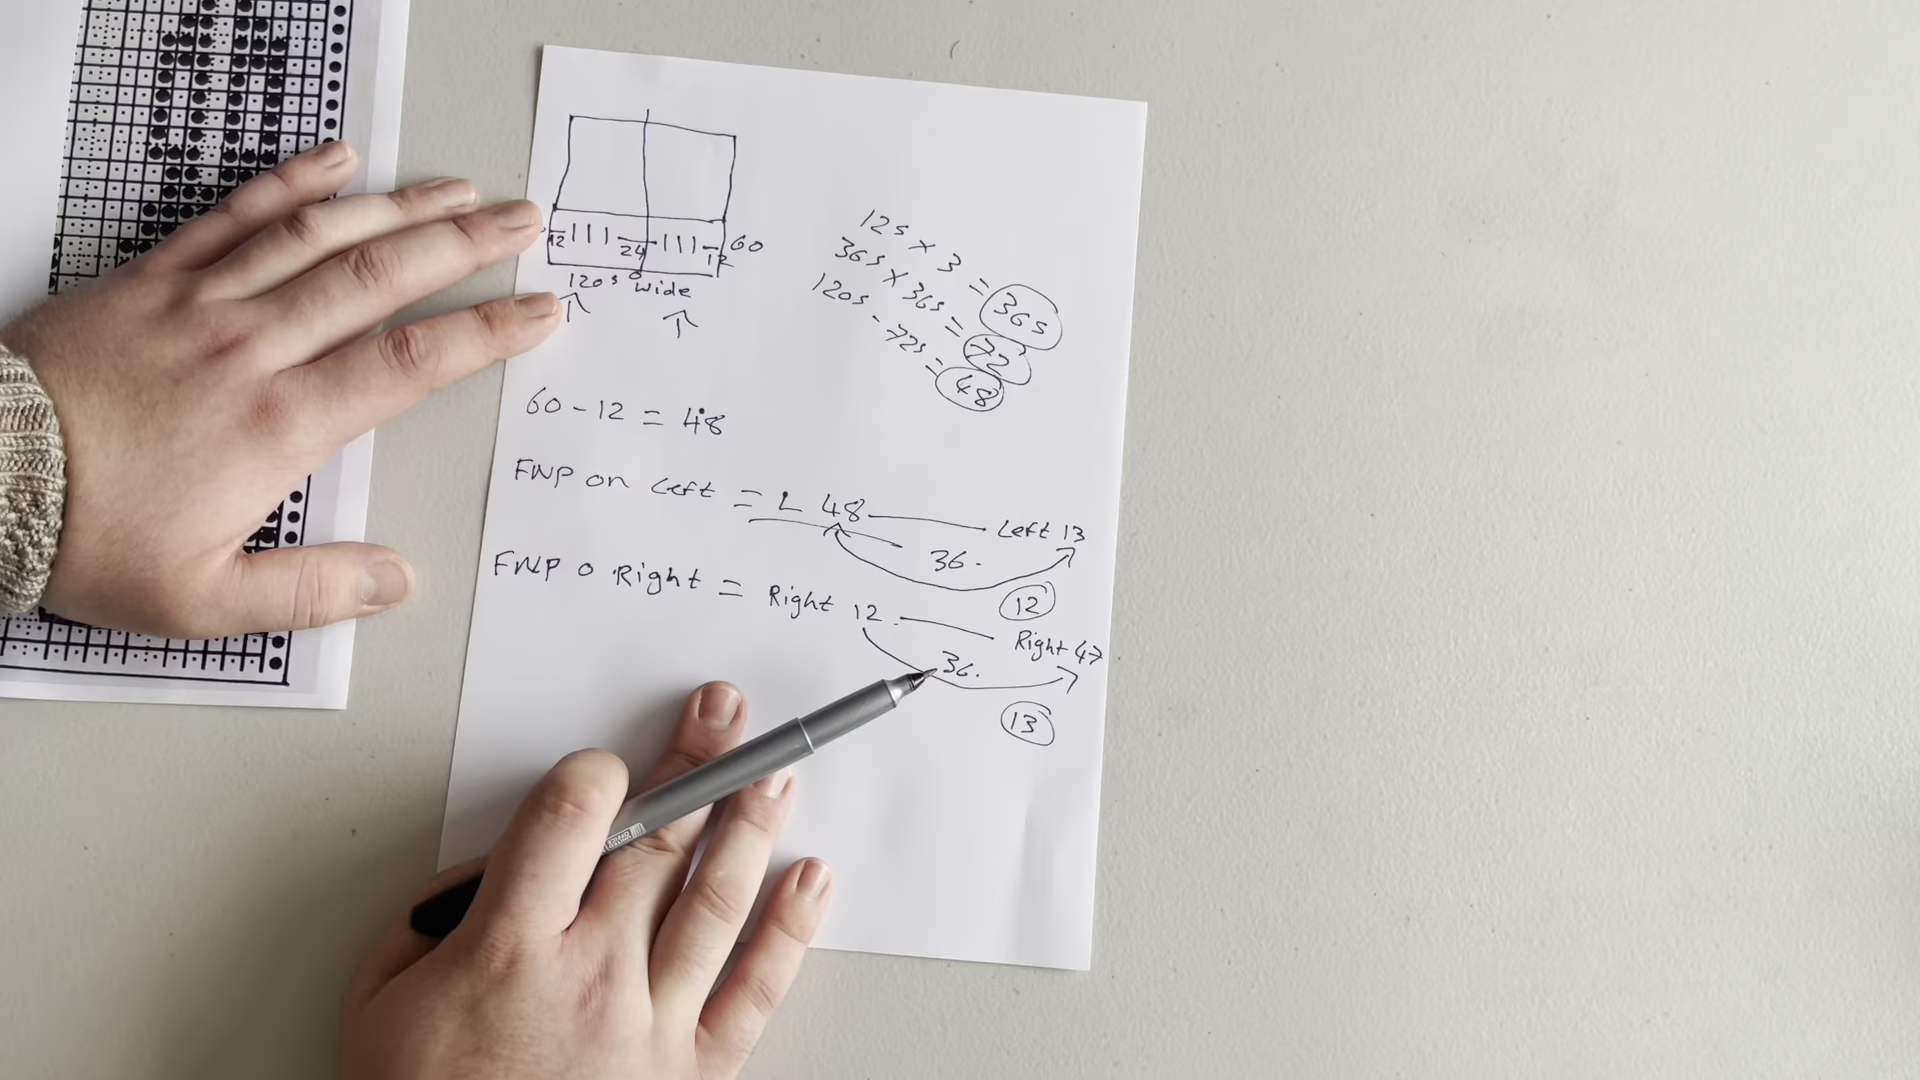 12 24 12 60
0
120s wide
12s x 3 = 36s
36s x 36s = 72
120s - 72s = 48
60 - 12 = 48
FNP on Left = L 48 Left 13
36.
12
FNP o Right = Right 12 Right 47
36.
13